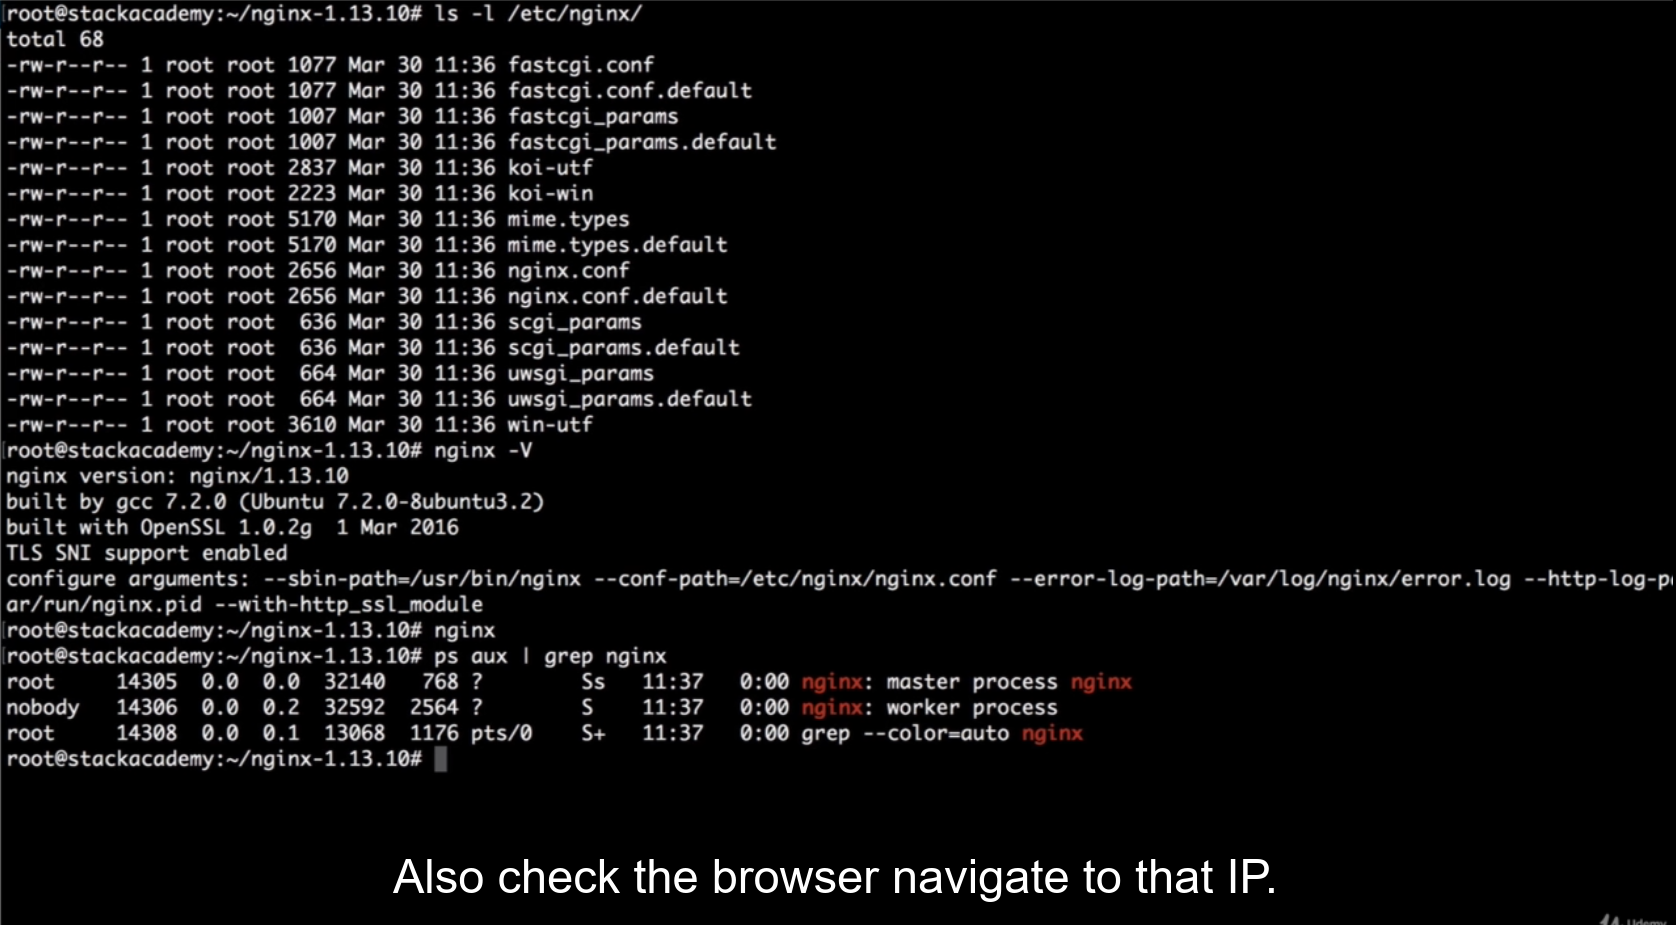 root@stackacademy:~/nginx-1.13.10# ls -l /etc/nginx/
total 68
-rw-r--r-- 1 root root 1077 Mar 30 11:36 fastcgi.conf
-rw-r--r-- 1 root root 1077 Mar 30 11:36 fastcgi.conf.default
-rw-r--r-- 1 root root 1007 Mar 30 11:36 fastcgi_params
-rw-r--r-- 1 root root 1007 Mar 30 11:36 fastcgi_params.default
-rw-r--r-- 1 root root 2837 Mar 30 11:36 koi-utf
-rw-r--r-- 1 root root 2223 Mar 30 11:36 koi-win
-rw-r--r-- 1 root root 5170 Mar 30 11:36 mime.types
-rw-r--r-- 1 root root 5170 Mar 30 11:36 mime.types.default
-rw-r--r-- 1 root root 2656 Mar 30 11:36 nginx.conf
-rw-r--r-- 1 root root 2656 Mar 30 11:36 nginx.conf.default
-rw-r--r-- 1 root root  636 Mar 30 11:36 scgi_params
-rw-r--r-- 1 root root  636 Mar 30 11:36 scgi_params.default
-rw-r--r-- 1 root root  664 Mar 30 11:36 uwsgi_params
-rw-r--r-- 1 root root  664 Mar 30 11:36 uwsgi_params.default
-rw-r--r-- 1 root root 3610 Mar 30 11:36 win-utf
root@stackacademy:~/nginx-1.13.10# nginx -V
nginx version: nginx/1.13.10
built by gcc 7.2.0 (Ubuntu 7.2.0-8ubuntu3.2)
built with OpenSSL 1.0.2g  1 Mar 2016
TLS SNI support enabled
configure arguments: --sbin-path=/usr/bin/nginx --conf-path=/etc/nginx/nginx.conf --error-log-path=/var/log/nginx/error.log --http-log-p
ar/run/nginx.pid --with-http_ssl_module
root@stackacademy:~/nginx-1.13.10# nginx
root@stackacademy:~/nginx-1.13.10# ps aux | grep nginx
root     14305  0.0  0.0  32140   768 ?        Ss   11:37   0:00 nginx: master process nginx
nobody   14306  0.0  0.2  32592  2564 ?        S    11:37   0:00 nginx: worker process
root     14308  0.0  0.1  13068  1176 pts/0    S+   11:37   0:00 grep --color=auto nginx
root@stackacademy:~/nginx-1.13.10#
Also check the browser navigate to that IP.
Udemy